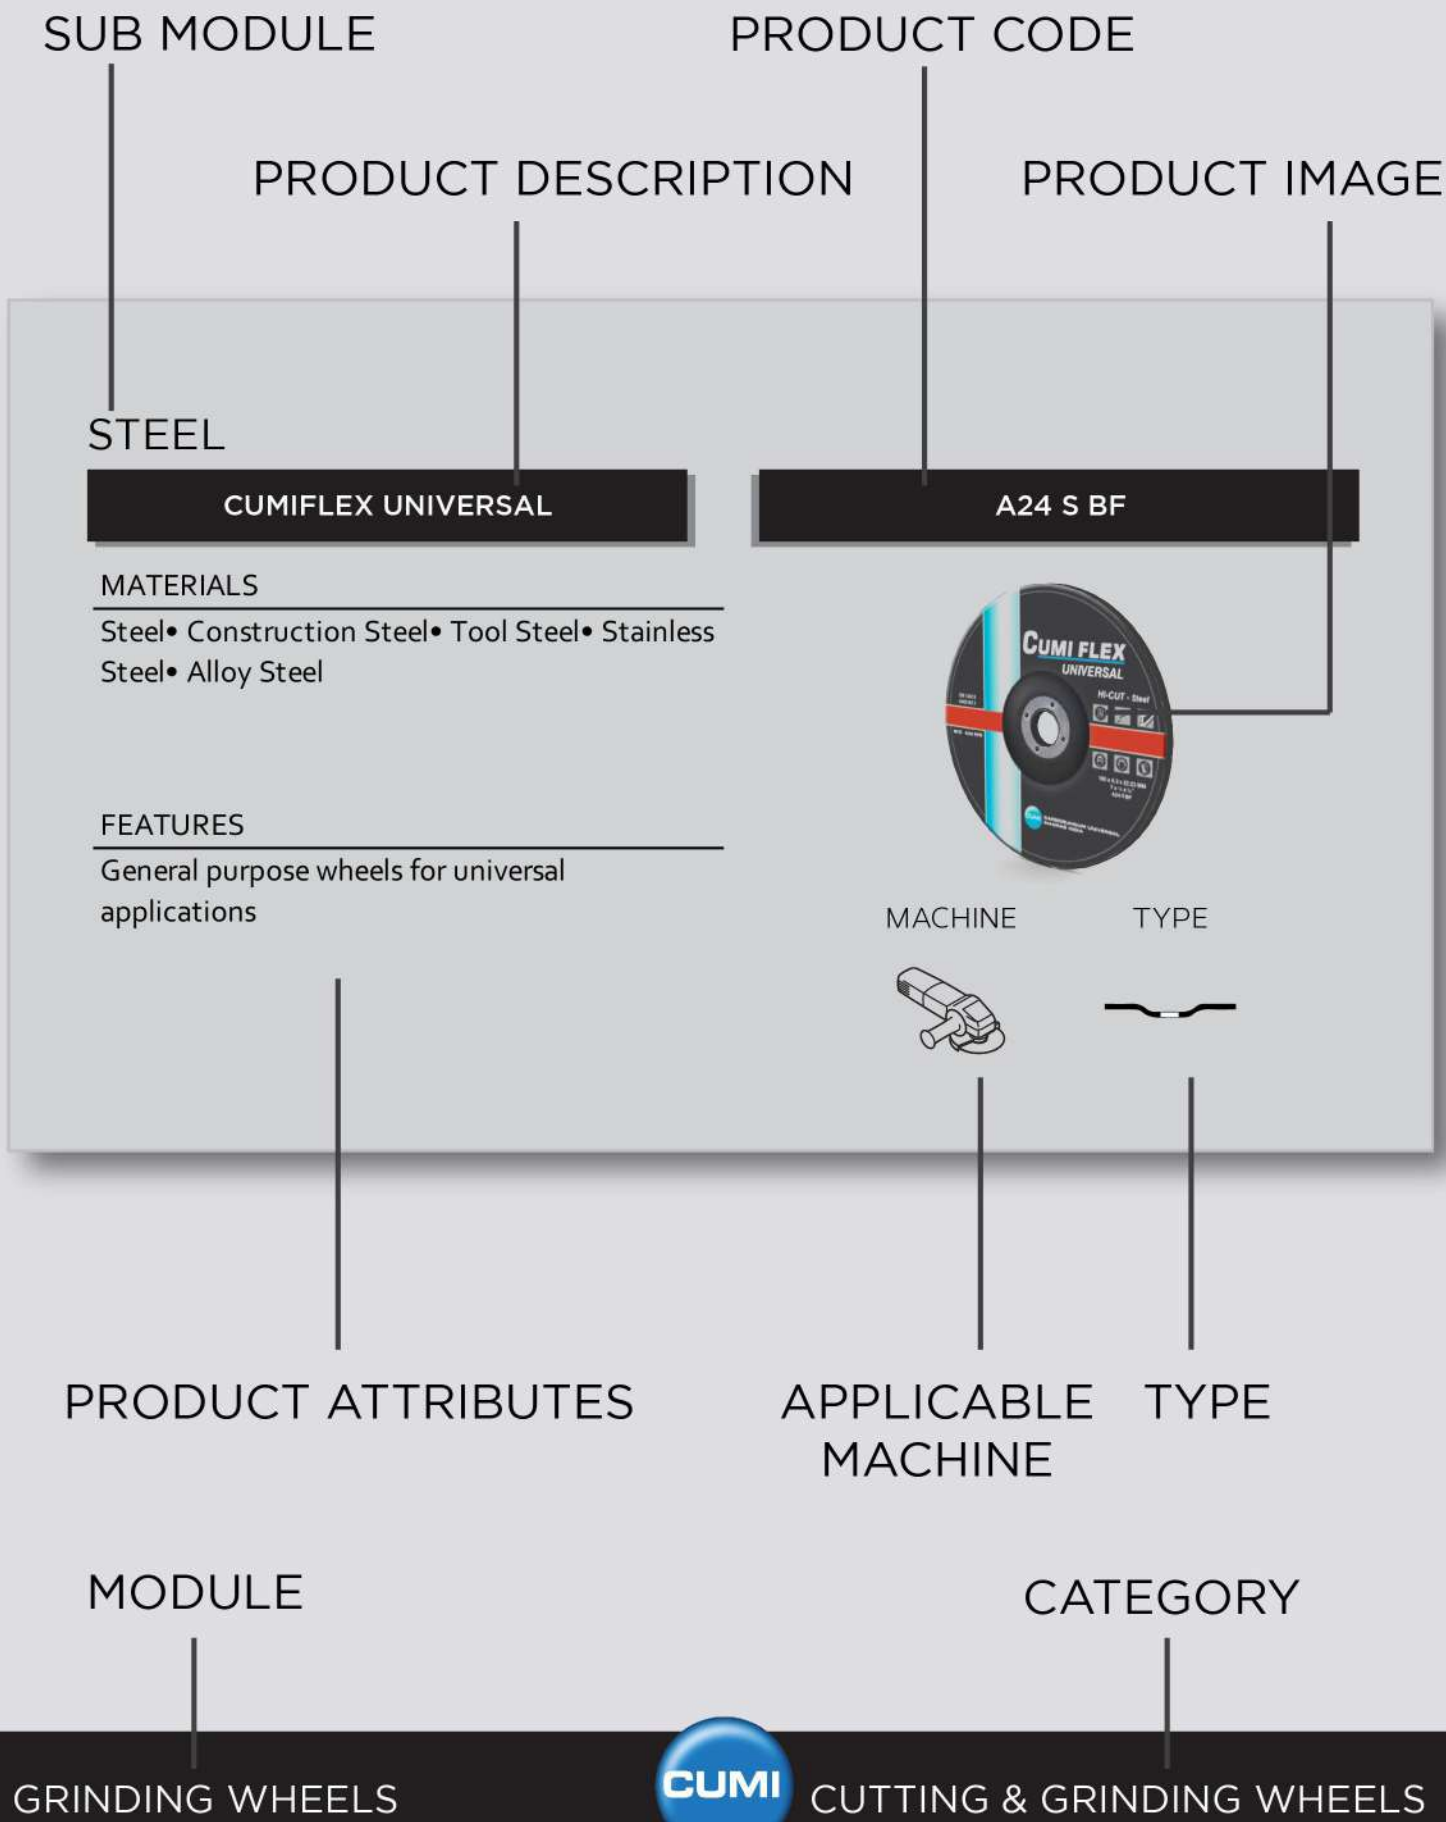 SUB MODULE
PRODUCT CODE
PRODUCT DESCRIPTION
PRODUCT IMAGE
STEEL
CUMIFLEX UNIVERSAL
A24 S BF
MATERIALS
Steel• Construction Steel• Tool Steel• Stainless
Steel• Alloy Steel
FEATURES
General purpose wheels for universal
applications
CUMI FLEX
UNIVERSAL
HI-CUT - Steel
CUMI
MACHINE
TYPE
PRODUCT ATTRIBUTES
APPLICABLE
MACHINE
TYPE
MODULE
CATEGORY
GRINDING WHEELS
CUMI
CUTTING & GRINDING WHEELS